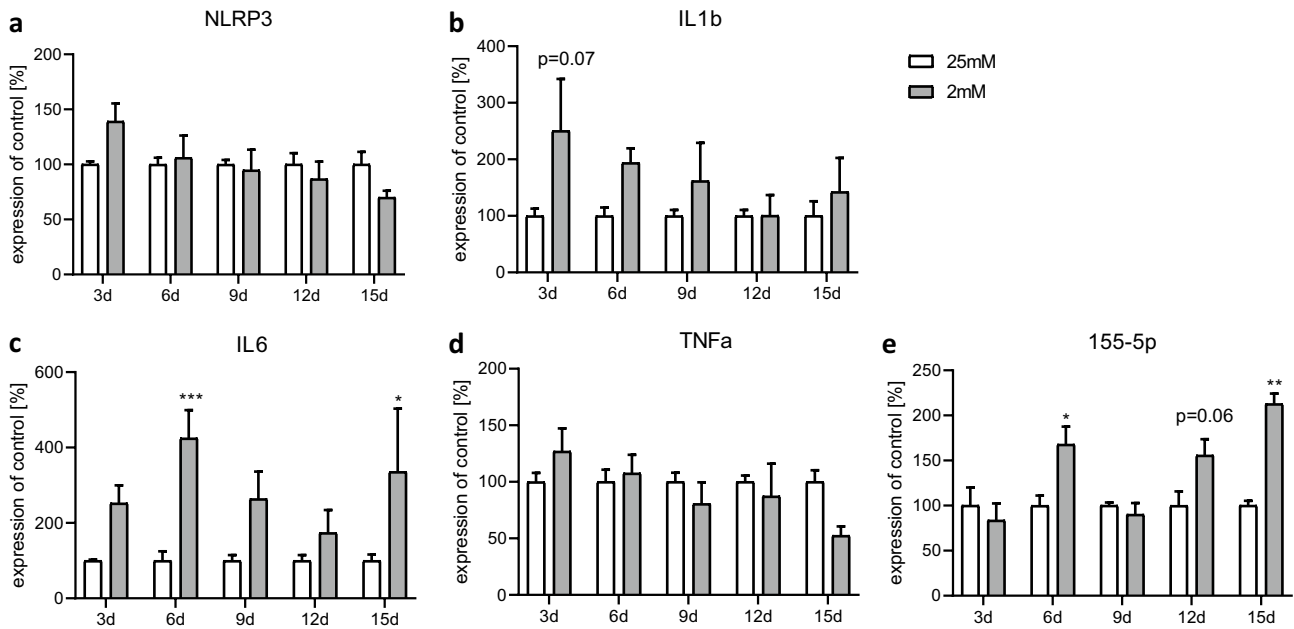 a
NLRP3
expression of control [%]
200
150
100
50
0
3d 6d 9d 12d 15d
b
IL1b
expression of control [%]
400
300
200
100
0
p=0.07
3d 6d 9d 12d 15d
25mM
2mM
c
IL6
expression of control [%]
600
400
200
0
***
*
3d 6d 9d 12d 15d
d
TNFa
expression of control [%]
200
150
100
50
0
3d 6d 9d 12d 15d
e
155-5p
expression of control [%]
250
200
150
100
50
0
*
p=0.06
**
3d 6d 9d 12d 15d